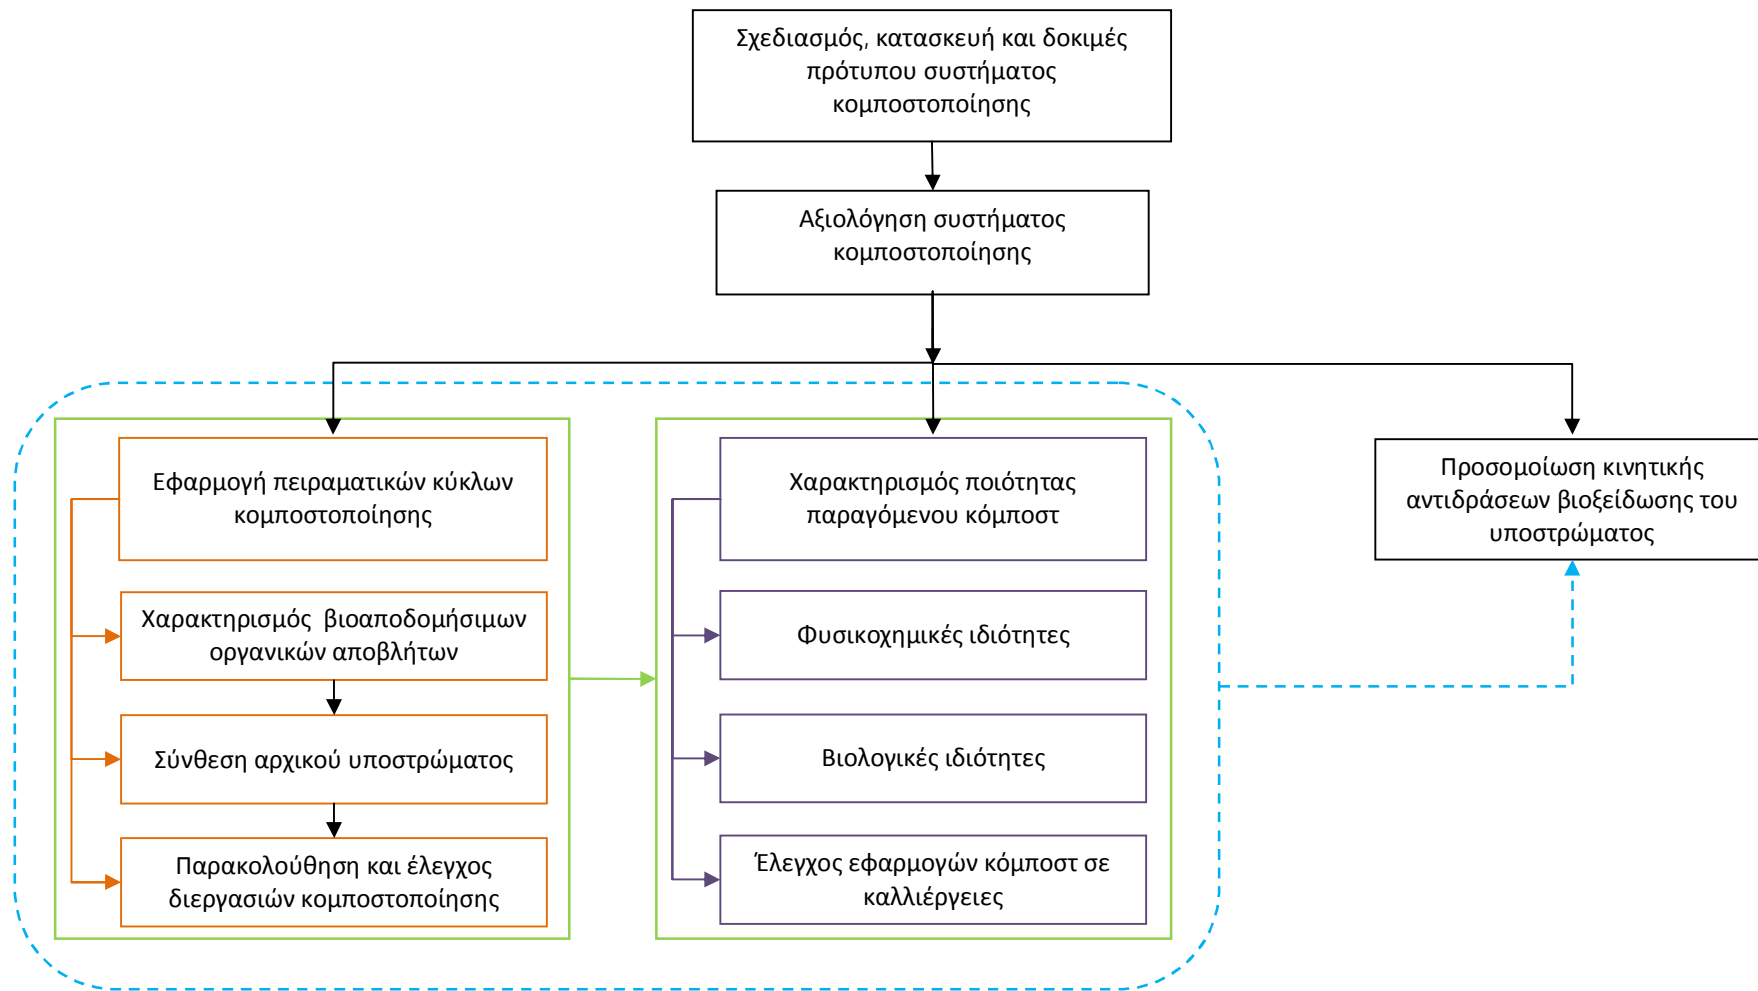 Σχεδιασμός, κατασκευή και δοκιμές
πρότυπου συστήματος
κομποστοποίησης
Αξιολόγηση συστήματος
κομποστοποίησης
Εφαρμογή πειραματικών κύκλων
κομποστοποίησης
Χαρακτηρισμός βιοαποδομήσιμων
οργανικών αποβλήτων
Σύνθεση αρχικού υποστρώματος
Παρακολούθηση και έλεγχος
διεργασιών κομποστοποίησης
Χαρακτηρισμός ποιότητας
παραγόμενου κόμποστ
Φυσικοχημικές ιδιότητες
Βιολογικές ιδιότητες
Έλεγχος εφαρμογών κόμποστ σε
καλλιέργειες
Προσομοίωση κινητικής
αντιδράσεων βιοξείδωσης του
υποστρώματος